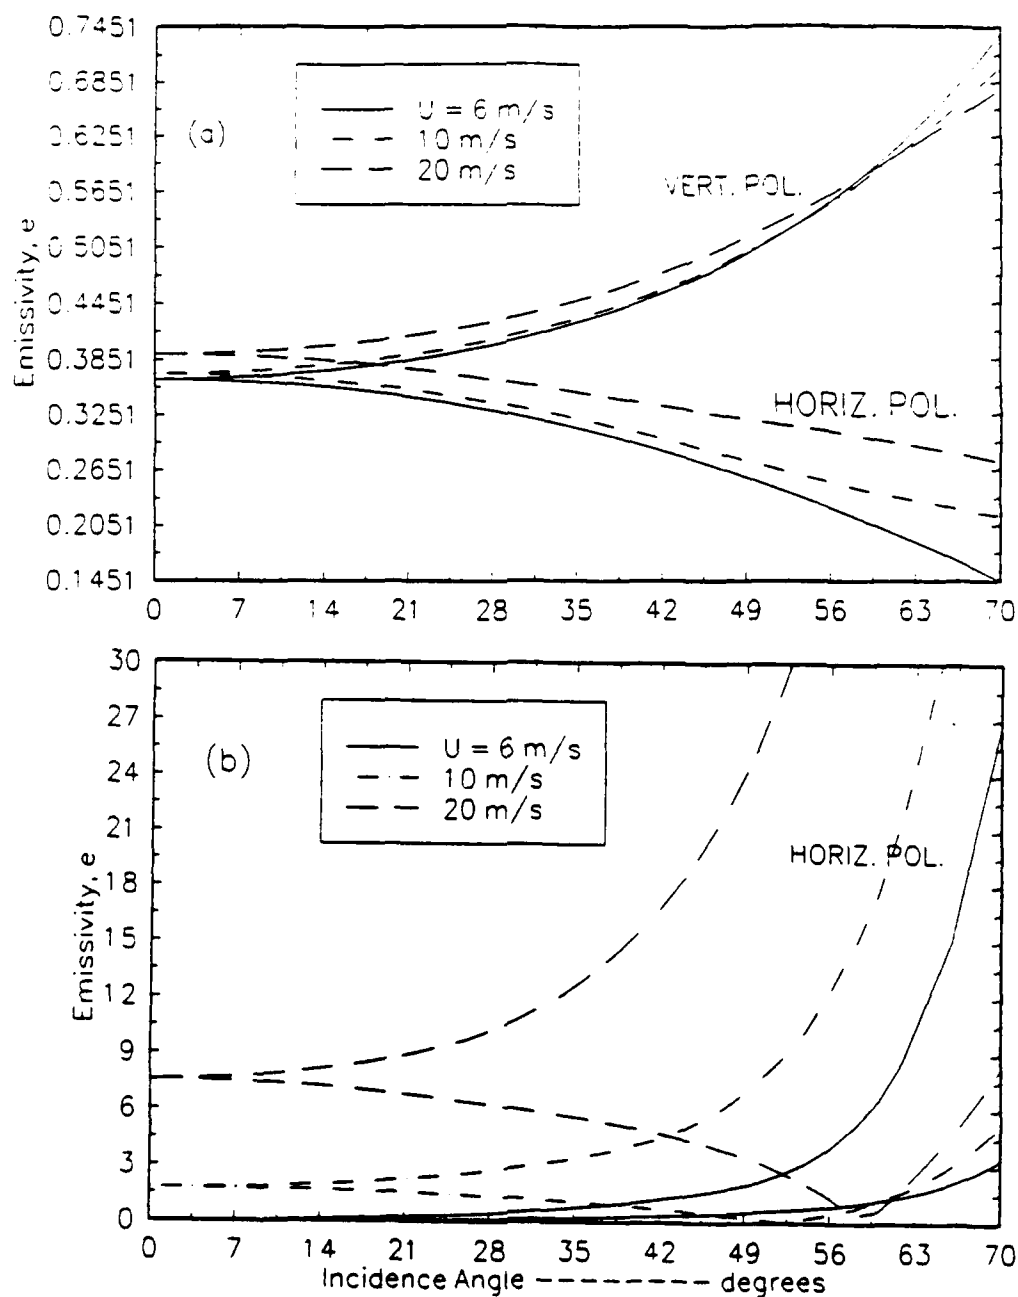 0.7451
0.6851
(a)
U = 6 m/s
10 m/s
20 m/s
0.6251
0.5651
VERT. POL.
0.5051
0.4451
0.3851
HORIZ. POL.
0.3251
0.2651
0.2051
0.1451
Emissivity, e
0 7 14 21 28 35 42 49 56 63 70
30
27
(b)
U = 6 m/s
10 m/s
20 m/s
24
21
HORIZ. POL.
18
15
12
9
6
3
0
Emissivity, e
0 7 14 21 28 35 42 49 56 63 70
Incidence Angle --------- degrees